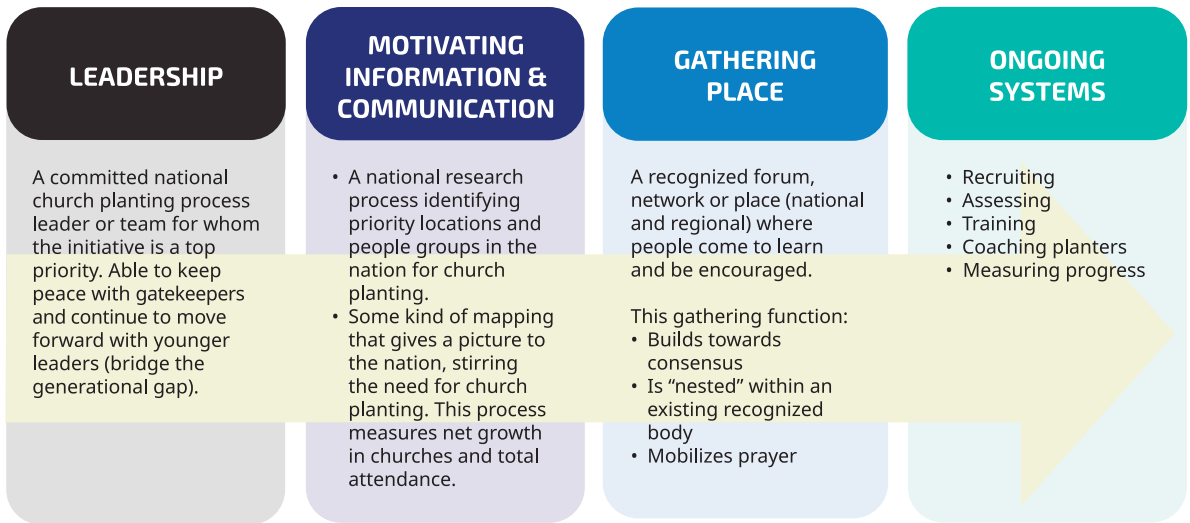 LEADERSHIP
A committed national
church planting process
leader or team for whom
the initiative is a top
priority. Able to keep
peace with gatekeepers
and continue to move
forward with younger
leaders (bridge the
generational gap).
MOTIVATING
INFORMATION &
COMMUNICATION
• A national research
process identifying
priority locations and
people groups in the
nation for church
planting.
• Some kind of mapping
that gives a picture to
the nation, stirring
the need for church
planting. This process
measures net growth
in churches and total
attendance.
GATHERING
PLACE
A recognized forum,
network or place (national
and regional) where
people come to learn
and be encouraged.
This gathering function:
• Builds towards
consensus
• Is “nested” within an
existing recognized
body
• Mobilizes prayer
ONGOING
SYSTEMS
• Recruiting
• Assessing
• Training
• Coaching planters
• Measuring progress